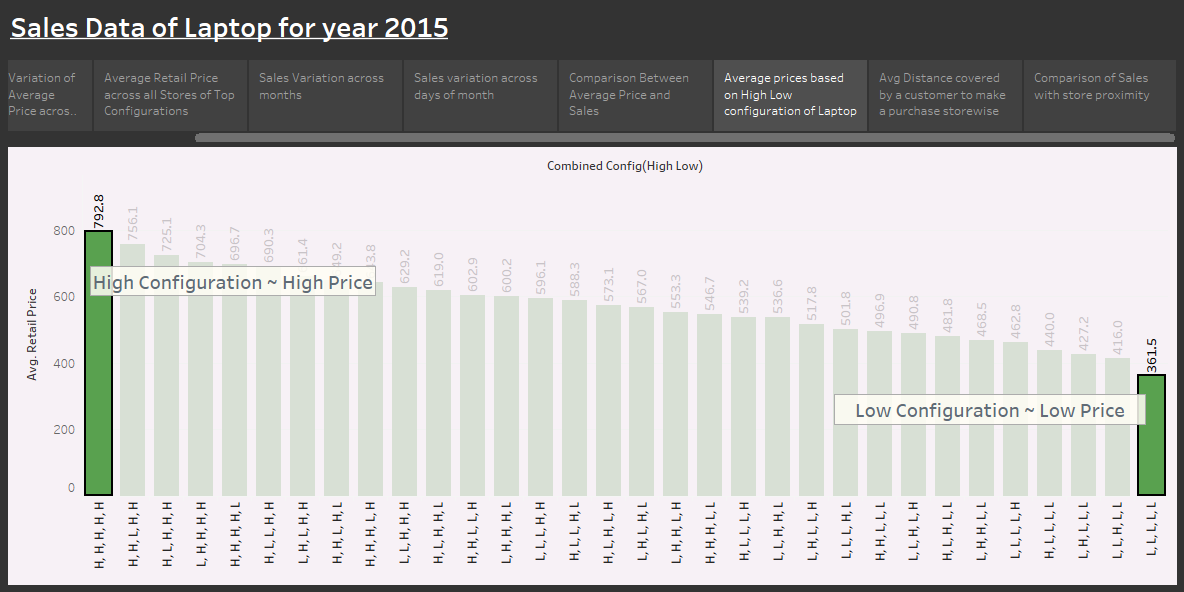 Sales Data of Laptop for year 2015
Variation of
Average
Price acros..
Average Retail Price
across all Stores of Top
Configurations
Sales Variation across
months
Sales variation across
days of month
Comparison Between
Average Price and
Sales
Average prices based
on High Low
configuration of Laptop
Avg Distance covered
by a customer to make
a purchase storewise
Comparison of Sales
with store proximity
Combined Config(High Low)
Avg. Retail Price
800
600
400
200
0
792.8
756.1
725.1
704.3
696.7
690.3
61.4
49.2
3.8
629.2
619.0
602.9
600.2
596.1
588.3
573.1
567.0
553.3
546.7
539.2
536.6
517.8
501.8
496.9
490.8
481.8
468.5
462.8
440.0
427.2
416.0
361.5
High Configuration ~ High Price
Low Configuration ~ Low Price
H, H, H, H, H
H, H, L, H, H
H, L, H, H, H
L, H, H, H, H
H, H, H, H, L
H, L, L, H, H
L, H, L, H, H
H, H, L, H, L
H, H, H, L, H
L, L, H, H, H
H, L, H, H, L
H, H, L, L, H
L, H, H, H, L
L, L, L, H, H
H, L, L, H, L
H, L, H, L, H
L, H, L, H, L
L, H, H, L, H
H, H, H, L, L
H, L, L, L, H
L, L, H, H, L
L, H, L, L, H
L, L, L, H, L
H, H, L, L, L
L, L, H, L, H
H, L, H, L, L
L, H, H, L, L
L, L, L, L, H
H, L, L, L, L
L, H, L, L, L
L, L, H, L, L
L, L, L, L, L